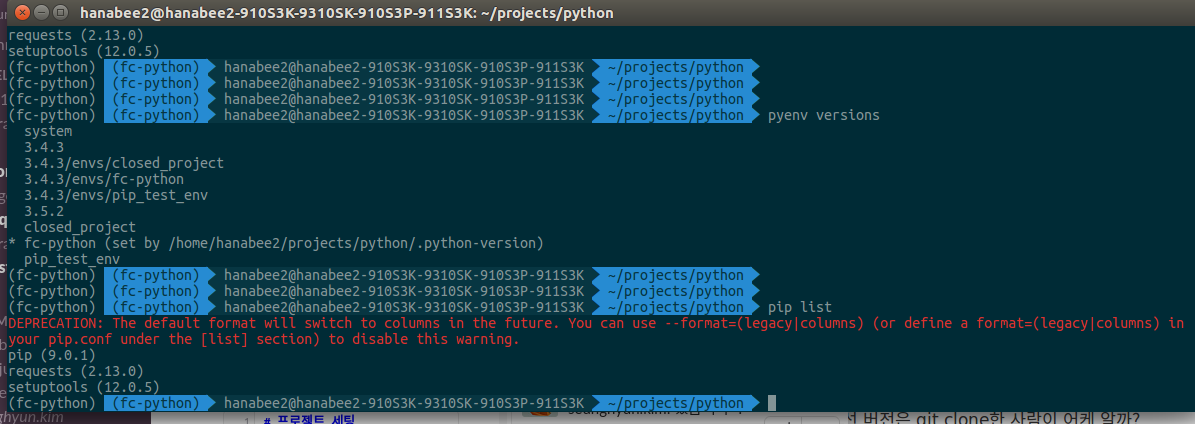 hanabee2@hanabee2-910S3K-9310SK-910S3P-911S3K: ~/projects/python
requests (2.13.0)
setuptools (12.0.5)
(fc-python) (fc-python) hanabee2@hanabee2-910S3K-9310SK-910S3P-911S3K ~/projects/python
(fc-python) (fc-python) hanabee2@hanabee2-910S3K-9310SK-910S3P-911S3K ~/projects/python
(fc-python) (fc-python) hanabee2@hanabee2-910S3K-9310SK-910S3P-911S3K ~/projects/python
(fc-python) (fc-python) hanabee2@hanabee2-910S3K-9310SK-910S3P-911S3K ~/projects/python pyenv versions
system
3.4.3
3.4.3/envs/closed_project
3.4.3/envs/fc-python
3.4.3/envs/pip_test_env
3.5.2
closed_project
* fc-python (set by /home/hanabee2/projects/python/.python-version)
pip_test_env
(fc-python) (fc-python) hanabee2@hanabee2-910S3K-9310SK-910S3P-911S3K ~/projects/python
(fc-python) (fc-python) hanabee2@hanabee2-910S3K-9310SK-910S3P-911S3K ~/projects/python
(fc-python) (fc-python) hanabee2@hanabee2-910S3K-9310SK-910S3P-911S3K ~/projects/python pip list
DEPRECATION: The default format will switch to columns in the future. You can use --format=(legacy|columns) (or define a format=(legacy|columns) in
your pip.conf under the [list] section) to disable this warning.
pip (9.0.1)
requests (2.13.0)
setuptools (12.0.5)
(fc-python) (fc-python) hanabee2@hanabee2-910S3K-9310SK-910S3P-911S3K ~/projects/python
1 # 프로젝트 세팅
버전은 git clone한 사람이 어케 알까?